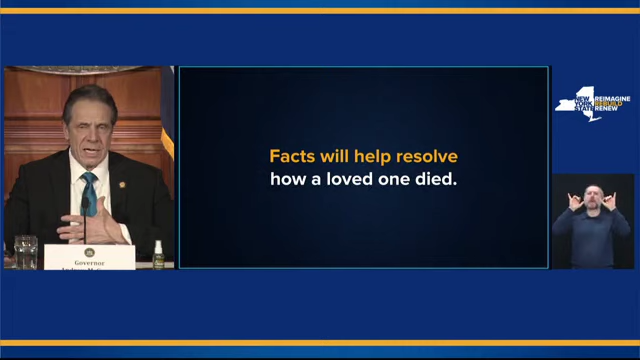 Facts will help resolve
how a loved one died.
NEW
YORK
STATE
REIMAGINE
REBUILD
RENEW
Governor